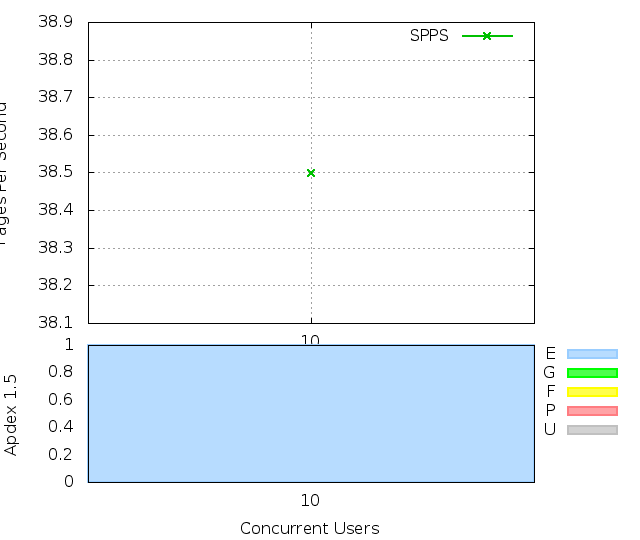 38.9
SPPS
38.8
38.7
38.6
38.5
38.4
38.3
38.2
38.1
Pages Per Second
10
1
0.8
0.6
0.4
0.2
0
Apdex 1.5
E
G
F
P
U
10
Concurrent Users